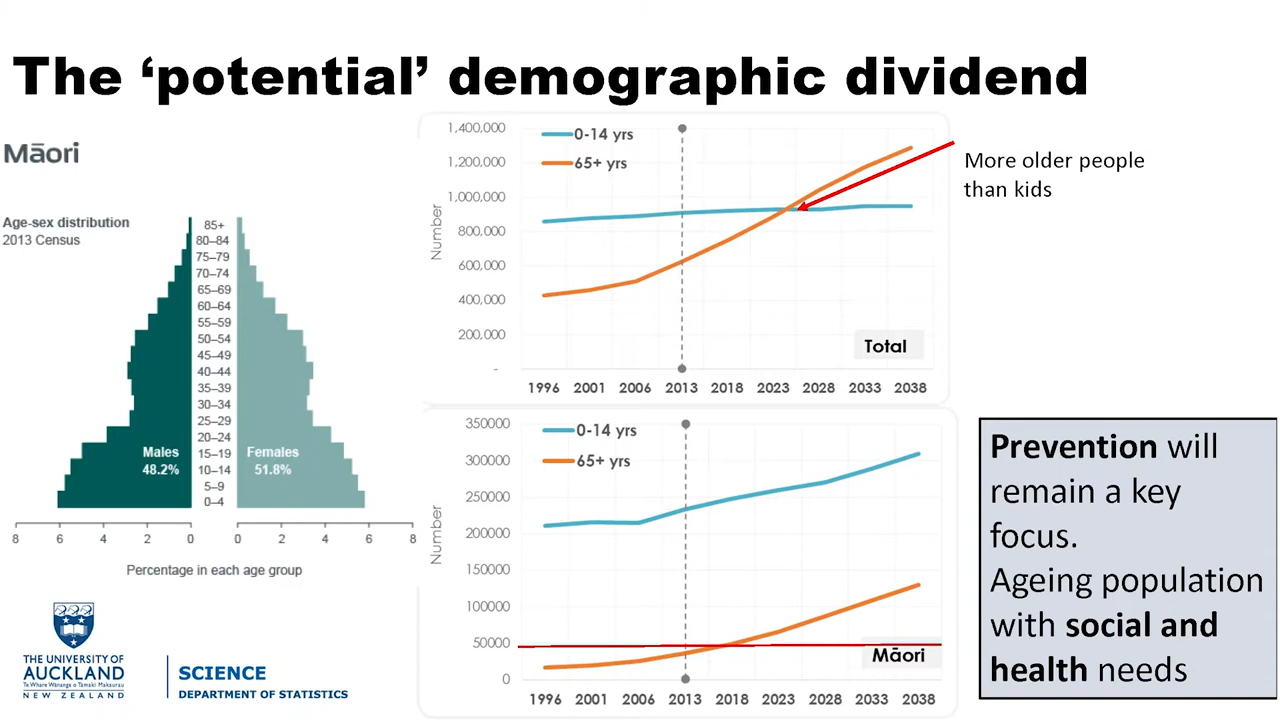 The ‘potential’ demographic dividend
Māori
Age-sex distribution
2013 Census
85+
80–84
75–79
70–74
65–69
60–64
55–59
50–54
45–49
40–44
35–39
30–34
25–29
20–24
15–19
10–14
5–9
0–4
Males
48.2%
Females
51.8%
8 6 4 2 0 0 2 4 6 8
Percentage in each age group
1,400,000
1,200,000
1,000,000
800,000
600,000
400,000
200,000
-
Number
0-14 yrs
65+ yrs
Total
1996 2001 2006 2013 2018 2023 2028 2033 2038
More older people
than kids
350000
300000
250000
200000
150000
100000
50000
0
Number
0-14 yrs
65+ yrs
Māori
1996 2001 2006 2013 2018 2023 2028 2033 2038
Prevention will
remain a key
focus.
Ageing population
with social and
health needs
THE UNIVERSITY OF
AUCKLAND
Te Whare Wānanga o Tāmaki Makaurau
NEW ZEALAND
SCIENCE
DEPARTMENT OF STATISTICS